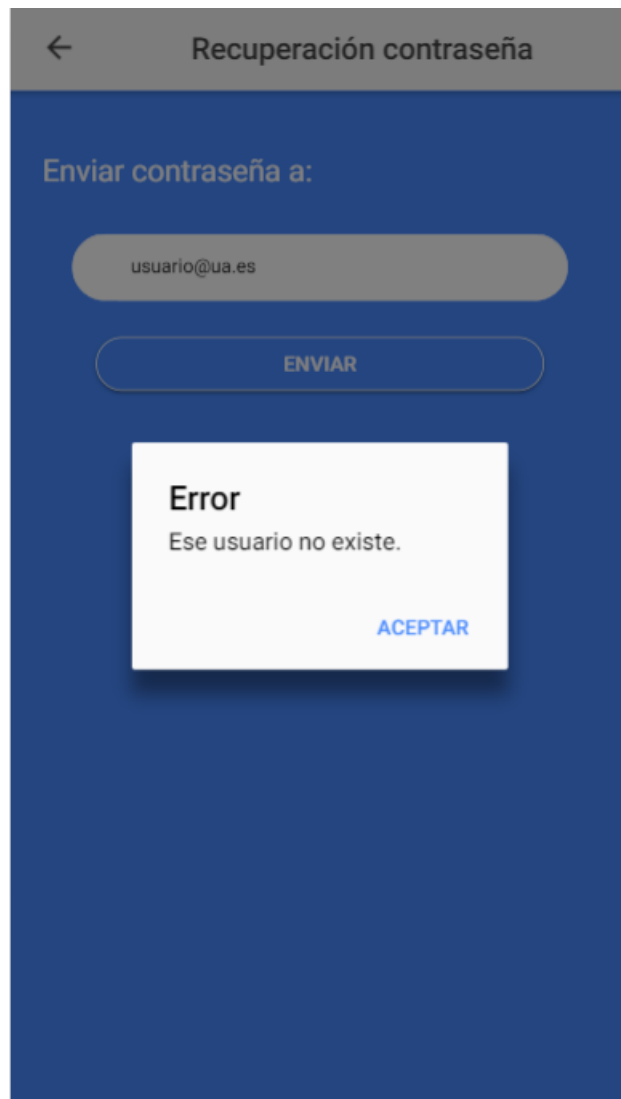 Recuperación contraseña
Enviar contraseña a:
usuario@ua.es
ENVIAR
Error
Ese usuario no existe.
ACEPTAR